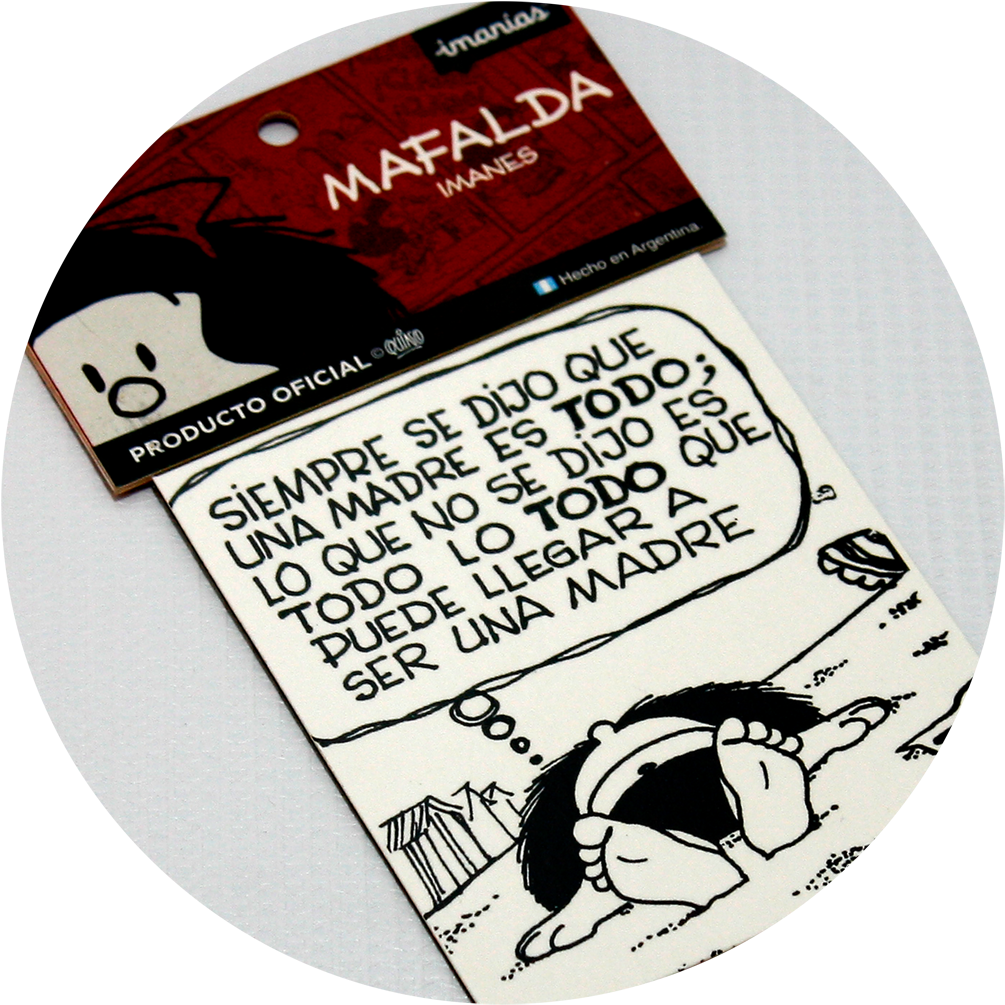 imanias
MAFALDA
IMANES
Hecho en Argentina
PRODUCTO OFICIAL © QUINO
SIEMPRE SE DIJO QUE
UNA MADRE ES TODO;
LO QUE NO SE DIJO ES
TODO LO TODO QUE
PUEDE LLEGAR A
SER UNA MADRE